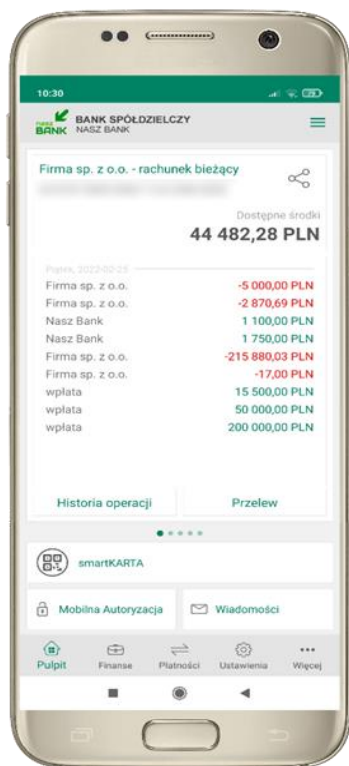 10:30
nasz BANK BANK SPÓŁDZIELCZY
NASZ BANK
Firma sp. z o.o. - rachunek bieżący
Dostępne środki
44 482,28 PLN
Piątek, 2022-02-25
Firma sp. z o.o. -5 000,00 PLN
Firma sp. z o.o. -2 870,69 PLN
Nasz Bank 1 100,00 PLN
Nasz Bank 1 750,00 PLN
Firma sp. z o.o. -215 880,03 PLN
Firma sp. z o.o. -17,00 PLN
wpłata 15 500,00 PLN
wpłata 50 000,00 PLN
wpłata 200 000,00 PLN
Historia operacji Przelew
smartKARTA
Mobilna Autoryzacja Wiadomości
Pulpit Finanse Płatności Ustawienia Więcej